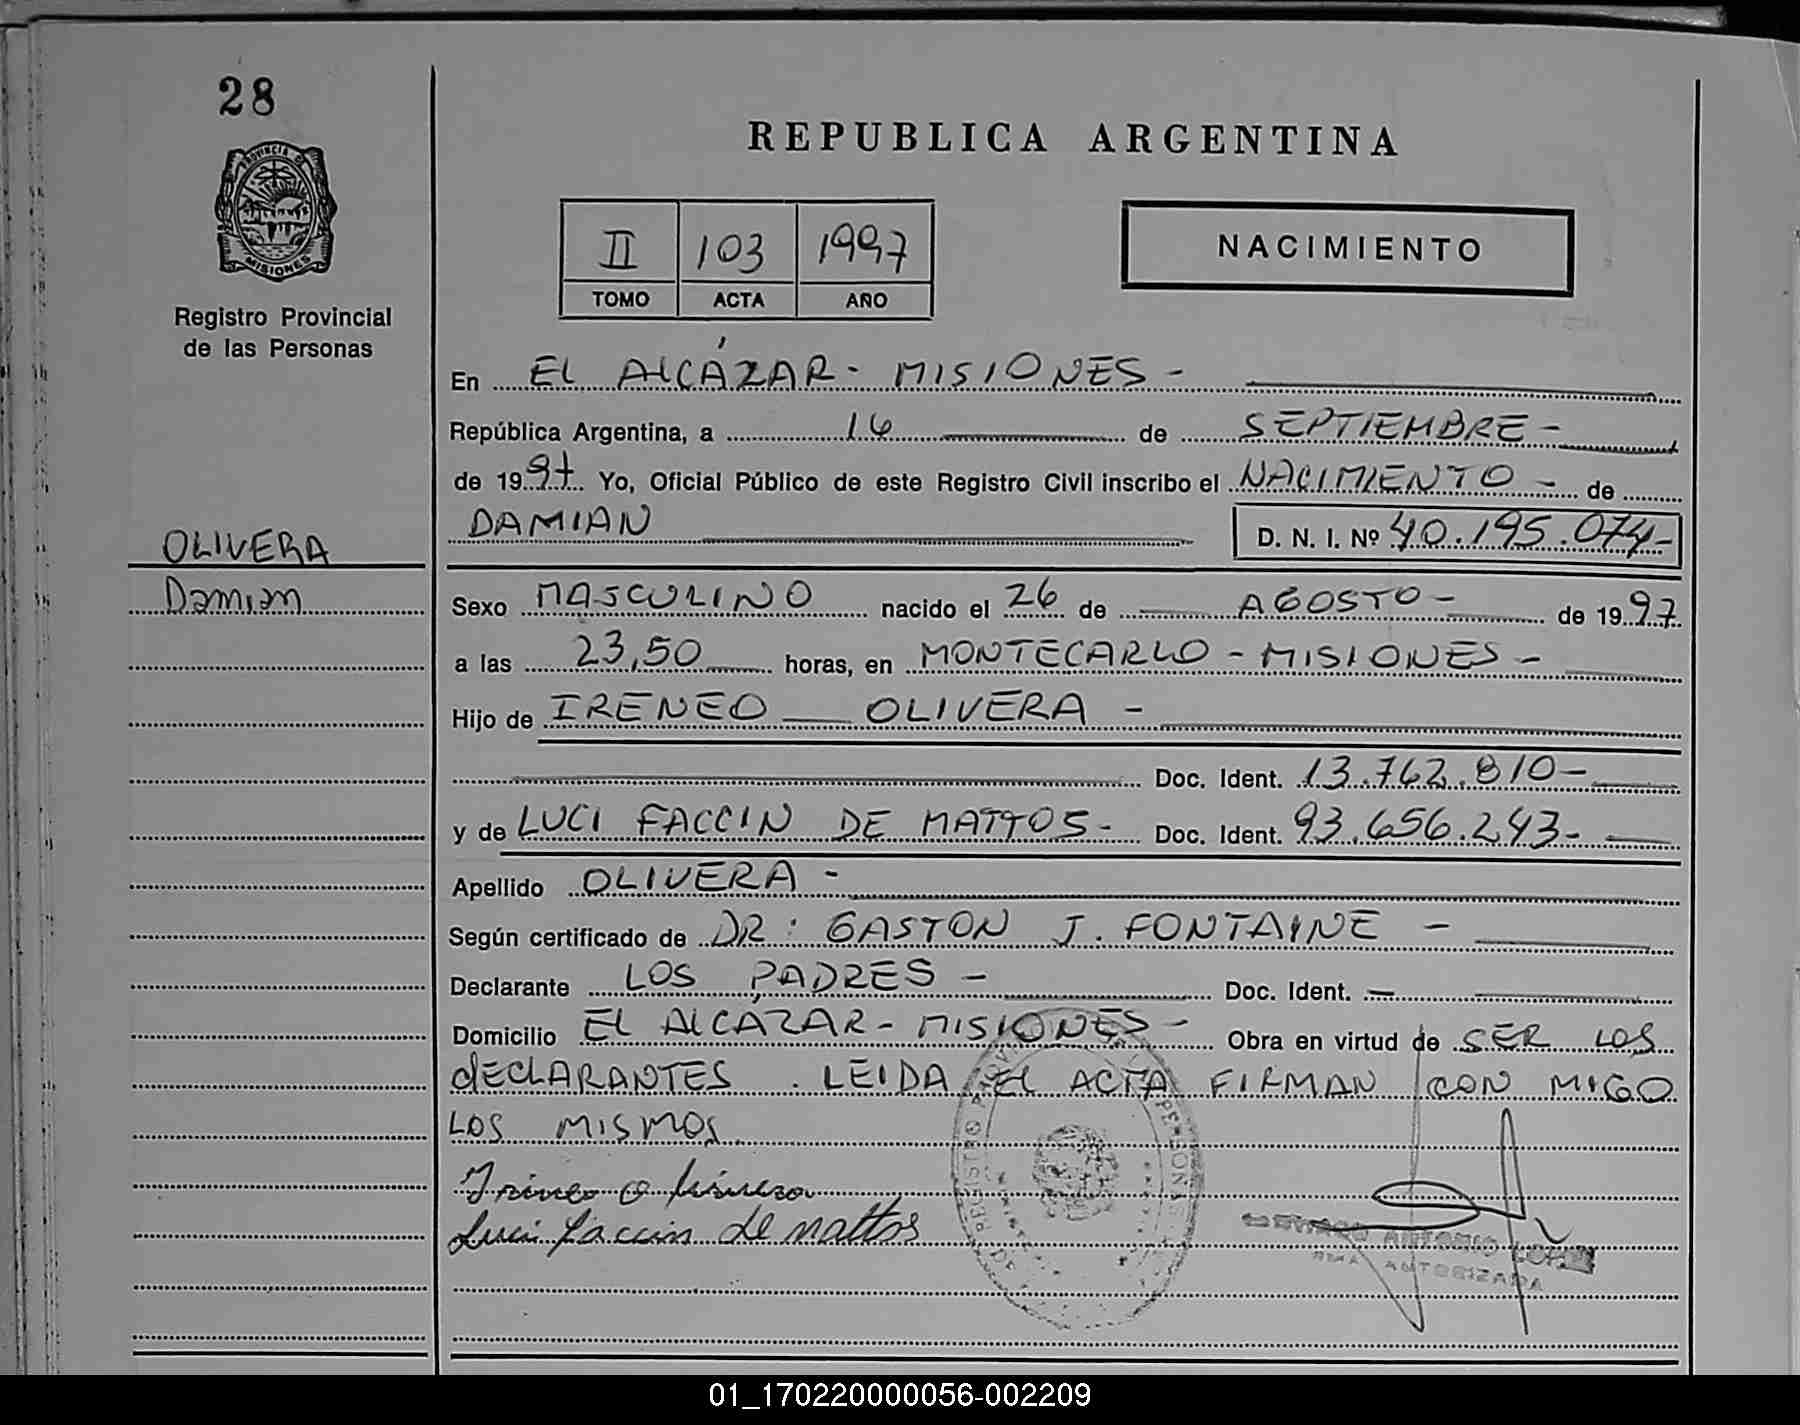 28
PROVINCIA DE
MISIONES
Registro Provincial
de las Personas
OLIVERA
Damian
REPUBLICA ARGENTINA
II 103 1997
TOMO ACTA AÑO
NACIMIENTO
En EL ALCÁZAR - MISIONES -
República Argentina, a 16 de SEPTIEMBRE -
de 1997 Yo, Oficial Público de este Registro Civil inscribo el NACIMIENTO - de
DAMIAN D. N. I. Nº 40.195.074-
Sexo MASCULINO nacido el 26 de AGOSTO - de 1997
a las 23,50 horas, en MONTECARLO - MISIONES -
Hijo de IRENEO OLIVERA -
Doc. Ident. 13.762.810-
y de LUCI FACCIN DE MATTOS - Doc. Ident. 93.656.243-
Apellido OLIVERA -
Según certificado de DR: GASTON J. FONTAINE -
Declarante LOS PADRES - Doc. Ident. -
Domicilio EL ALCÁZAR - MISIONES - Obra en virtud de SER LOS
dECLARANTES . LEIDA EL ACTA FIRMAN CON MIGO
LOS MISMOS.
Luci Faccin de Mattos
ANTONIO
AUTORIZADA
01_170220000056-002209